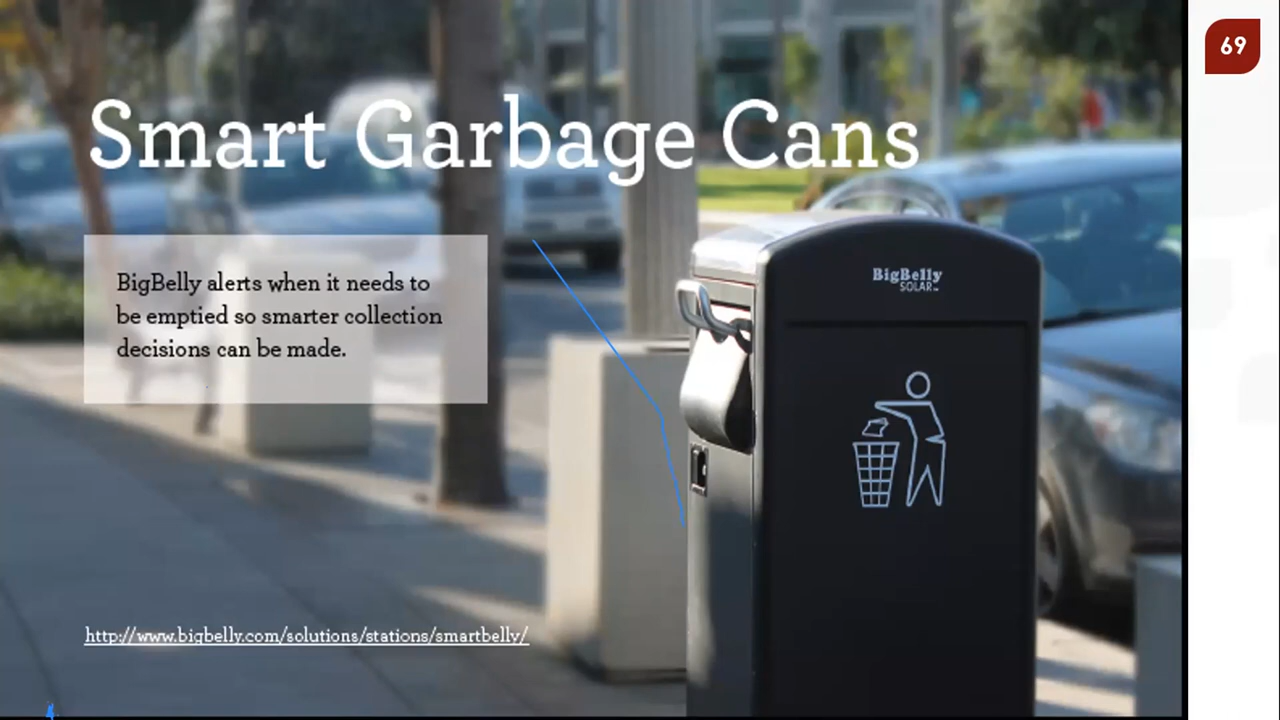 69
Smart Garbage Cans
BigBelly alerts when it needs to
be emptied so smarter collection
decisions can be made.
BigBelly
SOLAR
http://www.bigbelly.com/solutions/stations/smartbelly/